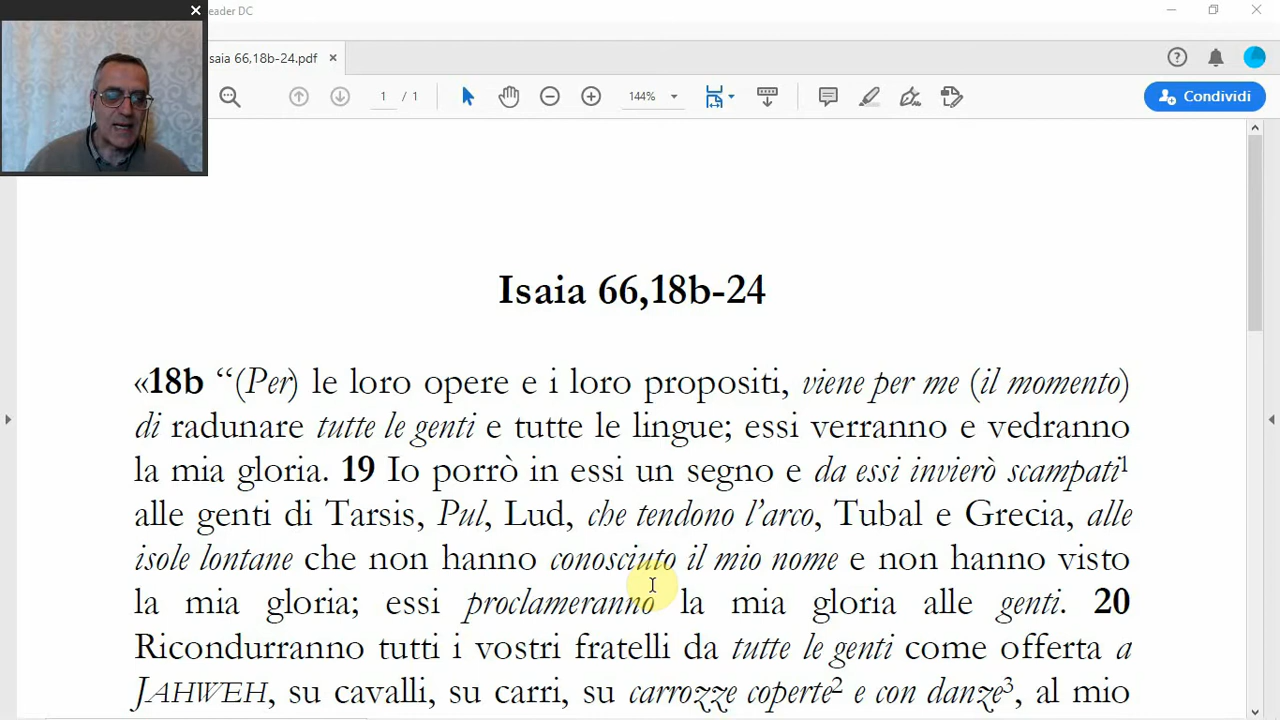 eader DC
saia 66,18b-24.pdf
1 / 1
144%
Condividi
Isaia 66,18b-24
«18b “(Per) le loro opere e i loro propositi, viene per me (il momento)
di radunare tutte le genti e tutte le lingue; essi verranno e vedranno
la mia gloria. 19 Io porrò in essi un segno e da essi invierò scampati1
alle genti di Tarsis, Pul, Lud, che tendono l’arco, Tubal e Grecia, alle
isole lontane che non hanno conosciuto il mio nome e non hanno visto
la mia gloria; essi proclameranno la mia gloria alle genti. 20
Ricondurranno tutti i vostri fratelli da tutte le genti come offerta a
JAHWEH, su cavalli, su carri, su carrozze coperte2 e con danze3, al mio